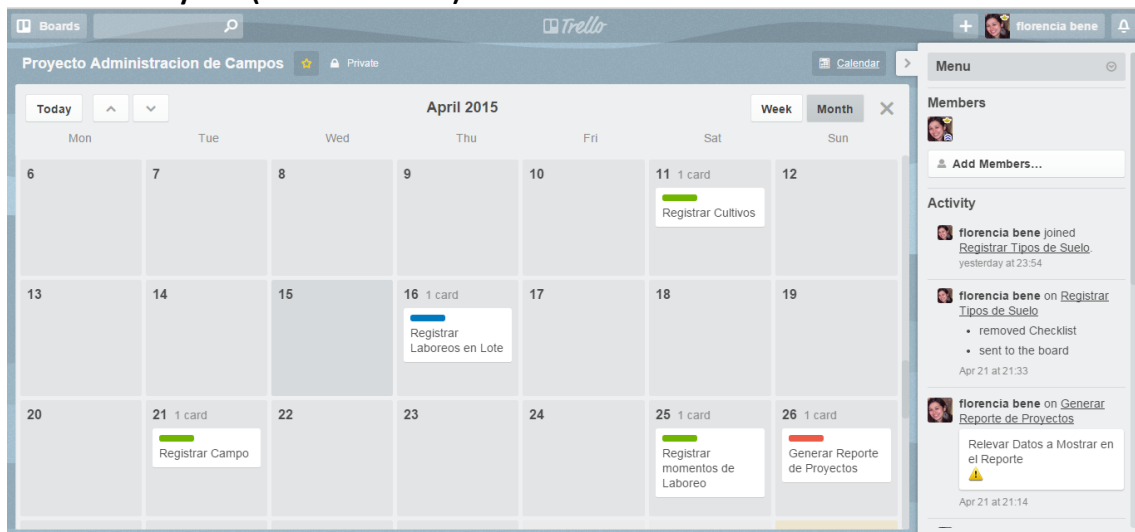 Boards
Trello
florencia bene
Proyecto Administracion de Campos
Private
Calendar
Today
April 2015
Week
Month
Mon Tue Wed Thu Fri Sat Sun
6 7 8 9 10 11 1 card 12
Registrar Cultivos
13 14 15 16 1 card 17 18 19
Registrar
Laboreos en Lote
20 21 1 card 22 23 24 25 1 card 26 1 card
Registrar Campo
Registrar
momentos de
Laboreo
Generar Reporte
de Proyectos
Menu
Members
Add Members...
Activity
florencia bene joined
Registrar Tipos de Suelo.
yesterday at 23:54
florencia bene on Registrar
Tipos de Suelo
• removed Checklist
• sent to the board
Apr 21 at 21:33
florencia bene on Generar
Reporte de Proyectos
Relevar Datos a Mostrar en
el Reporte
Apr 21 at 21:14